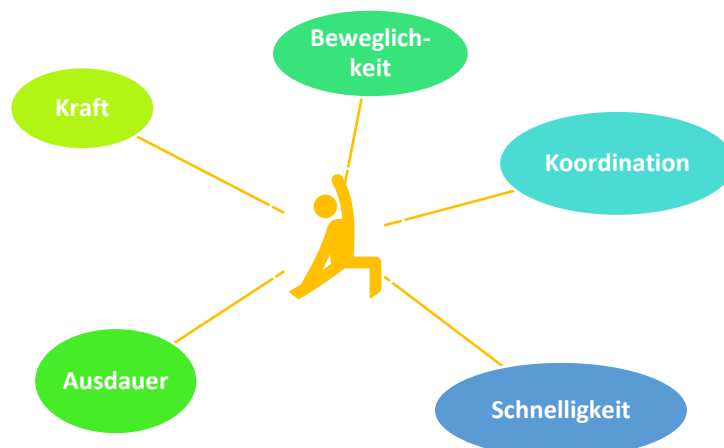 Beweglich-
keit
Kraft
Koordination
Ausdauer
Schnelligkeit